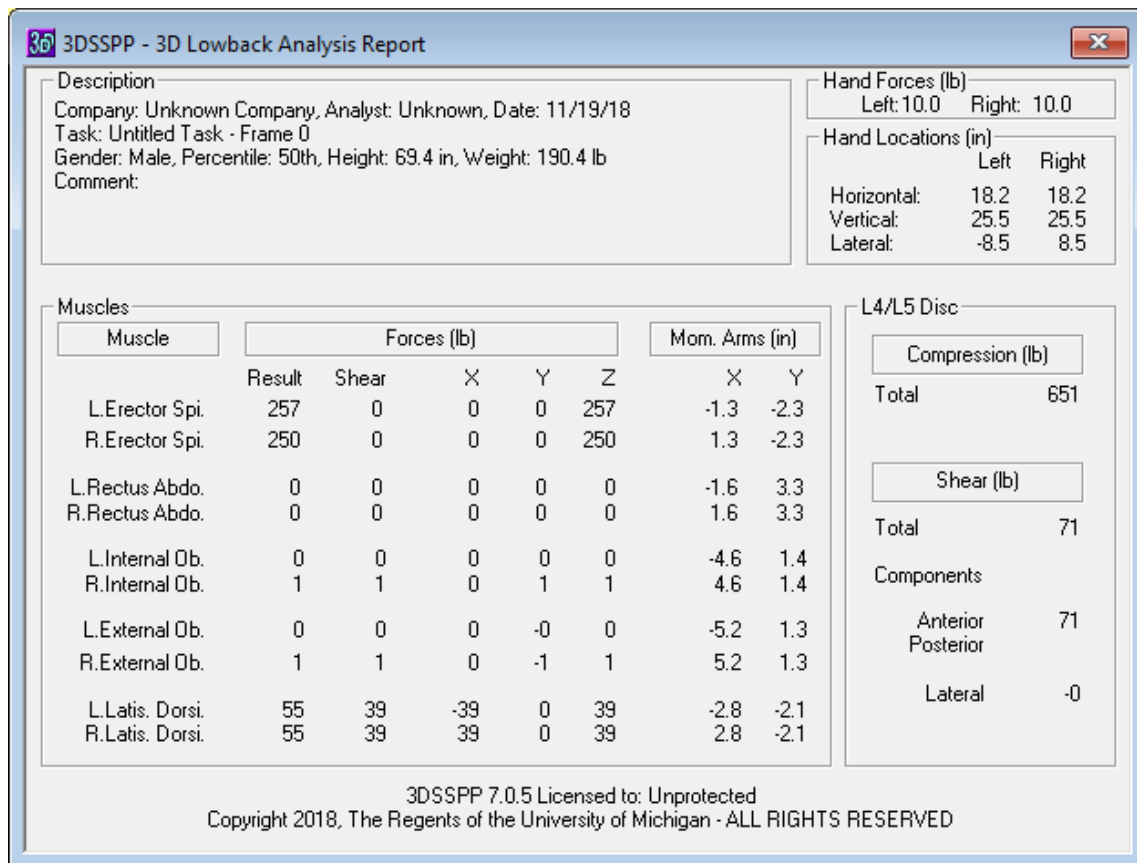 3D 3DSSPP - 3D Lowback Analysis Report
Description
Company: Unknown Company, Analyst: Unknown, Date: 11/19/18
Task: Untitled Task - Frame 0
Gender: Male, Percentile: 50th, Height: 69.4 in, Weight: 190.4 lb
Comment:
Hand Forces (lb)
Left: 10.0 Right: 10.0
Hand Locations (in)
Left Right
Horizontal: 18.2 18.2
Vertical: 25.5 25.5
Lateral: -8.5 8.5
Muscles
Muscle Forces (lb) Mom. Arms (in)
Result Shear X Y Z X Y
L.Erector Spi. 257 0 0 0 257 -1.3 -2.3
R.Erector Spi. 250 0 0 0 250 1.3 -2.3
L.Rectus Abdo. 0 0 0 0 0 -1.6 3.3
R.Rectus Abdo. 0 0 0 0 0 1.6 3.3
L.Internal Ob. 0 0 0 0 0 -4.6 1.4
R.Internal Ob. 1 1 0 1 1 4.6 1.4
L.External Ob. 0 0 0 -0 0 -5.2 1.3
R.External Ob. 1 1 0 -1 1 5.2 1.3
L.Latis. Dorsi. 55 39 -39 0 39 -2.8 -2.1
R.Latis. Dorsi. 55 39 39 0 39 2.8 -2.1
L4/L5 Disc
Compression (lb)
Total 651
Shear (lb)
Total 71
Components
Anterior 71
Posterior
Lateral -0
3DSSPP 7.0.5 Licensed to: Unprotected
Copyright 2018, The Regents of the University of Michigan - ALL RIGHTS RESERVED